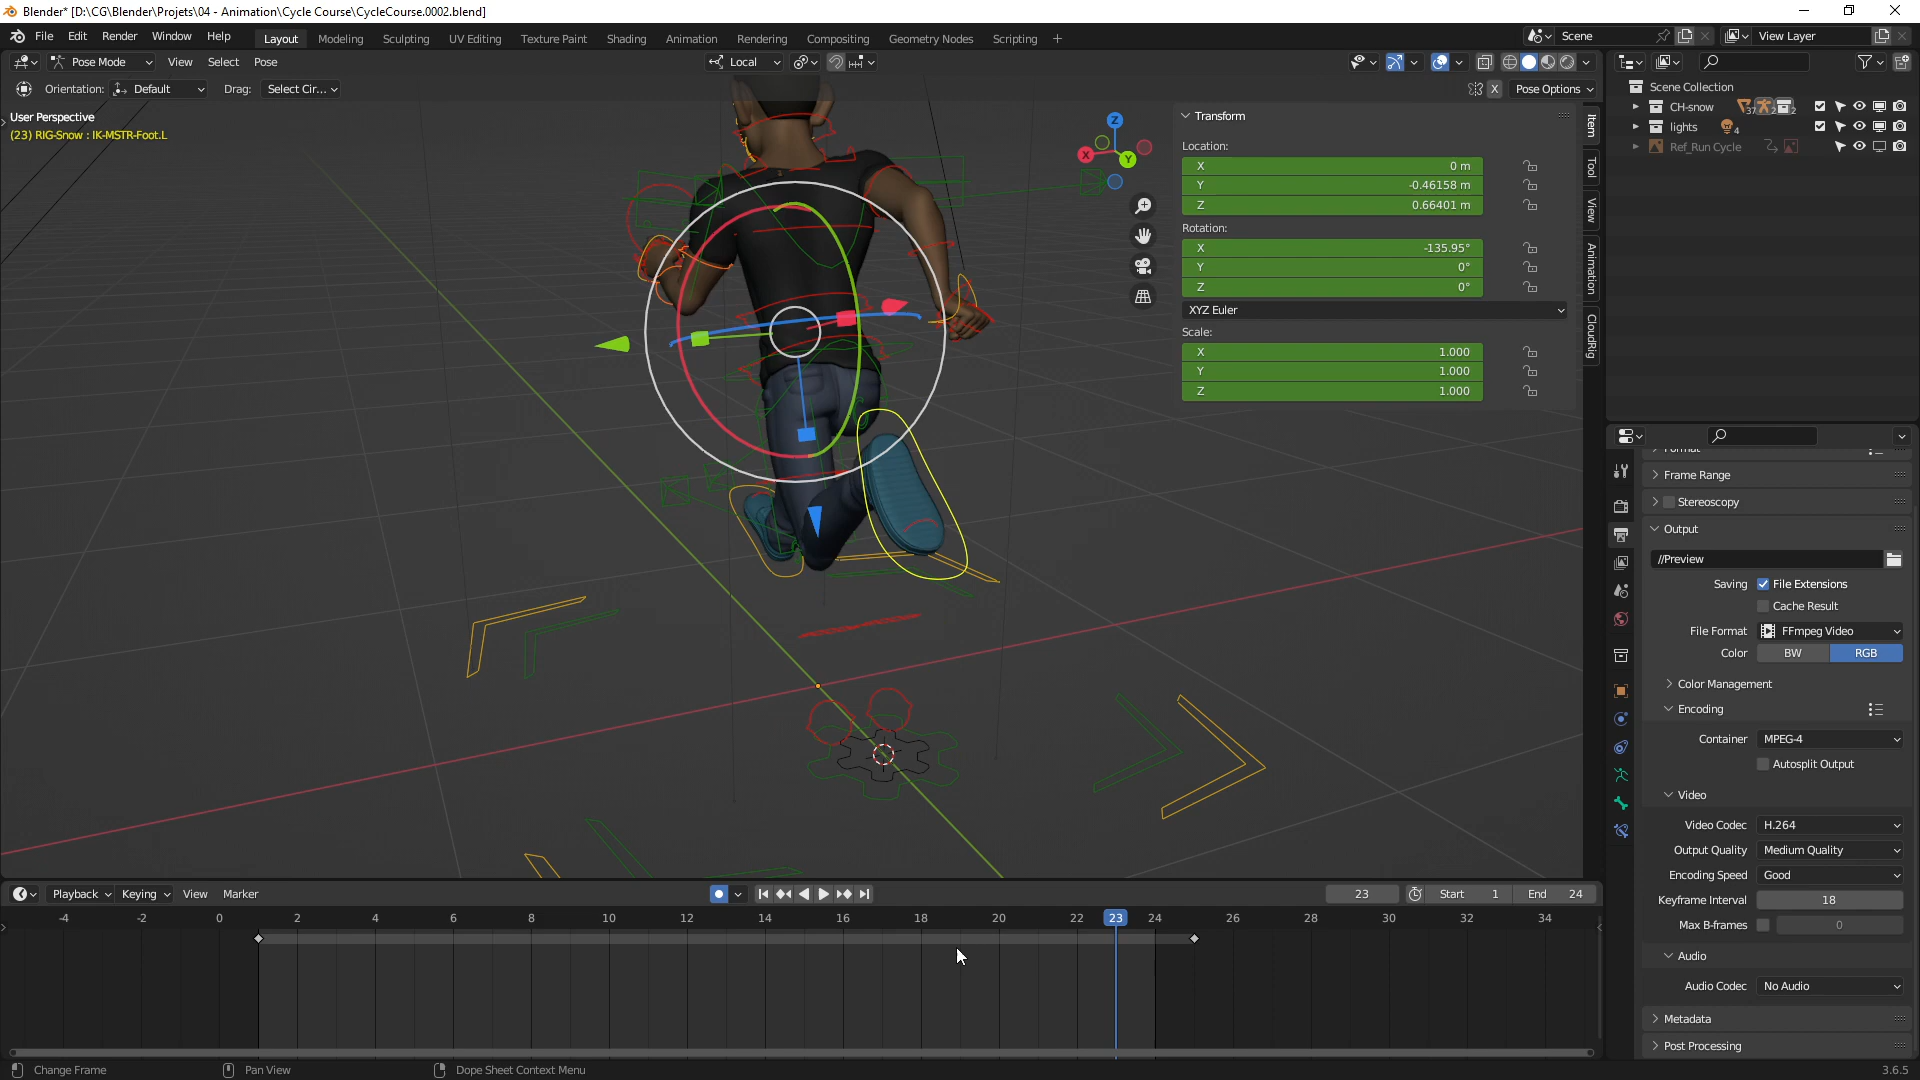 Blender* [D:\CG\Blender\Projets\04 - Animation\Cycle Course\CycleCourse.0002.blend]
File Edit Render Window Help Layout Modeling Sculpting UV Editing Texture Paint Shading Animation Rendering Compositing Geometry Nodes Scripting + Scene View Layer
Pose Mode View Select Pose Local
Orientation: Default Drag: Select Cir... X Pose Options
User Perspective
(23) RIG-Snow : IK-MSTR-Foot.L
Z
X
Y
Transform
Location:
X 0 m
Y -0.46158 m
Z 0.66401 m
Rotation:
X -135.95°
Y 0°
Z 0°
XYZ Euler
Scale:
X 1.000
Y 1.000
Z 1.000
Item
Tool
View
Animation
CloudRig
Scene Collection
CH-snow 37 2 2
lights 4
Ref_Run Cycle
Format
Frame Range
Stereoscopy
Output
//Preview
Saving File Extensions
Cache Result
File Format FFmpeg Video
Color BW RGB
Color Management
Encoding
Container MPEG-4
Autosplit Output
Video
Video Codec H.264
Output Quality Medium Quality
Encoding Speed Good
Keyframe Interval 18
Max B-frames 0
Audio
Audio Codec No Audio
Metadata
Post Processing
Playback Keying View Marker 23 Start 1 End 24
-4 -2 0 2 4 6 8 10 12 14 16 18 20 22 23 24 26 28 30 32 34
Change Frame Pan View Dope Sheet Context Menu 3.6.5